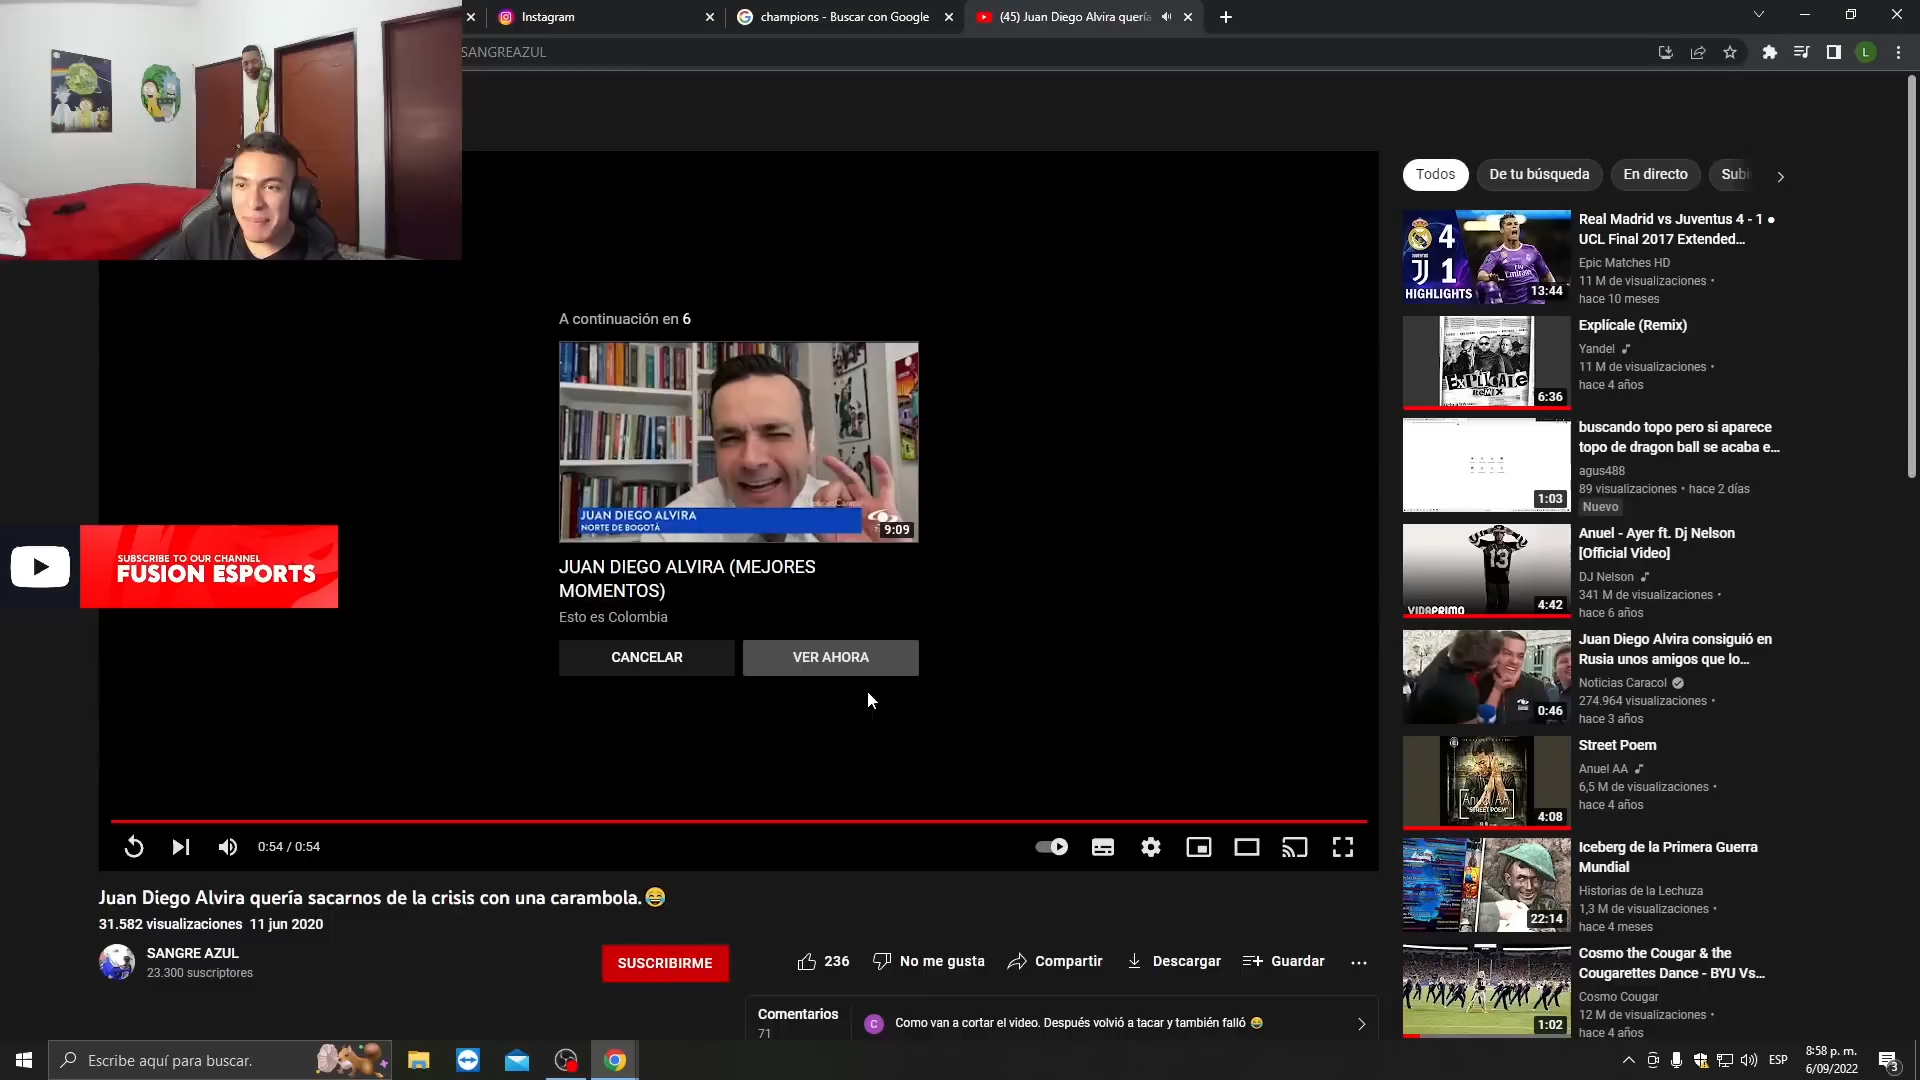 Instagram
champions - Buscar con Google
(45) Juan Diego Alvira quería
SANGREAZUL
L
A continuación en 6
JUAN DIEGO ALVIRA
NORTE DE BOGOTÁ
9:09
JUAN DIEGO ALVIRA (MEJORES
MOMENTOS)
Esto es Colombia
CANCELAR
VER AHORA
SUBSCRIBE TO OUR CHANNEL
FUSION ESPORTS
0:54 / 0:54
Juan Diego Alvira quería sacarnos de la crisis con una carambola.😂
31.582 visualizaciones 11 jun 2020
SANGRE AZUL
23.300 suscriptores
SUSCRIBIRME
236
No me gusta
Compartir
Descargar
Guardar
Comentarios
71
C
Como van a cortar el video. Después volvió a tacar y también falló 😂
Todos
De tu búsqueda
En directo
Subi
4
1
HIGHLIGHTS
13:44
Real Madrid vs Juventus 4 - 1 ●
UCL Final 2017 Extended...
Epic Matches HD
11 M de visualizaciones •
hace 10 meses
EXPLICALE
REMIX
6:36
Explícale (Remix)
Yandel
11 M de visualizaciones •
hace 4 años
1:03
buscando topo pero si aparece
topo de dragon ball se acaba e...
agus488
89 visualizaciones • hace 2 días
Nuevo
13
VIDAPRIMO
4:42
Anuel - Ayer ft. Dj Nelson
[Official Video]
DJ Nelson
341 M de visualizaciones •
hace 6 años
0:46
Juan Diego Alvira consiguió en
Rusia unos amigos que lo...
Noticias Caracol
274.964 visualizaciones •
hace 3 años
Anuel AA
"STREET POEM"
4:08
Street Poem
Anuel AA
6,5 M de visualizaciones •
hace 4 años
22:14
Iceberg de la Primera Guerra
Mundial
Historias de la Lechuza
1,3 M de visualizaciones •
hace 4 meses
1:02
Cosmo the Cougar & the
Cougarettes Dance - BYU Vs...
Cosmo Cougar
12 M de visualizaciones •
hace 4 años
Escribe aquí para buscar.
ESP
8:58 p. m.
6/09/2022
3